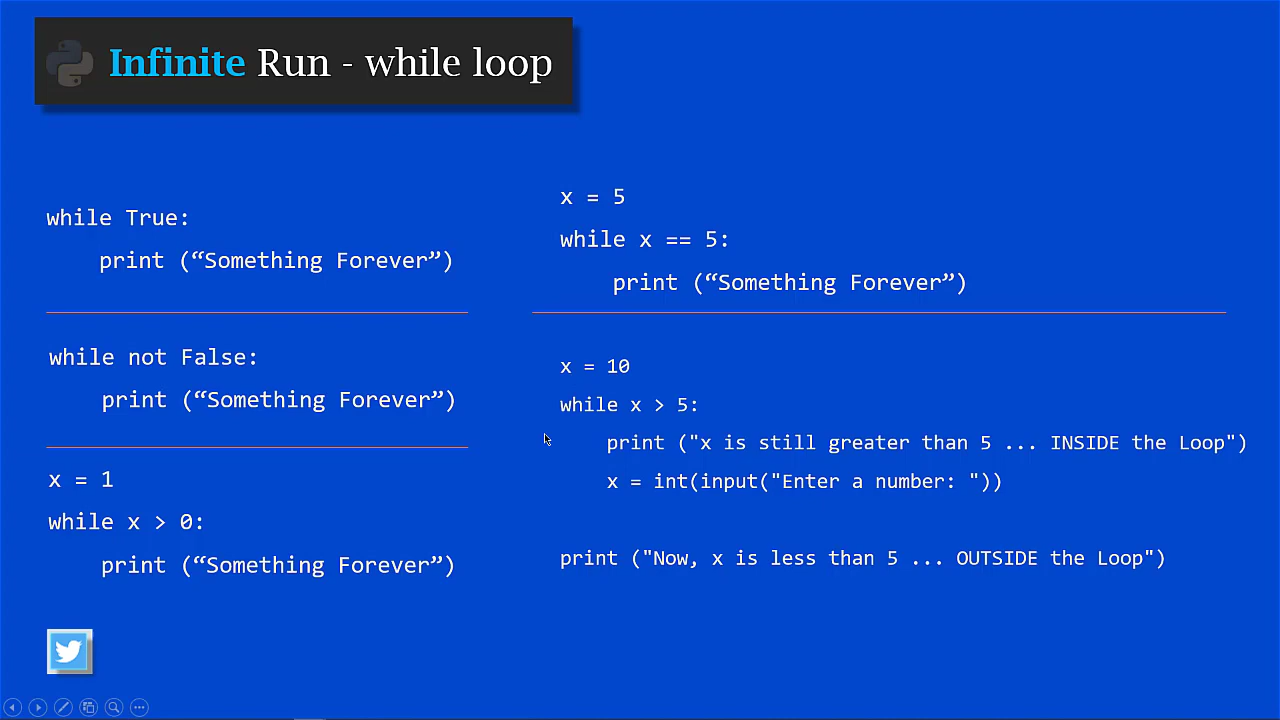 Infinite Run - while loop
while True:
    print (“Something Forever”)
while not False:
    print (“Something Forever”)
x = 1
while x > 0:
    print (“Something Forever”)
x = 5
while x == 5:
    print (“Something Forever”)
x = 10
while x > 5:
    print ("x is still greater than 5 ... INSIDE the Loop")
    x = int(input("Enter a number: "))
print ("Now, x is less than 5 ... OUTSIDE the Loop")